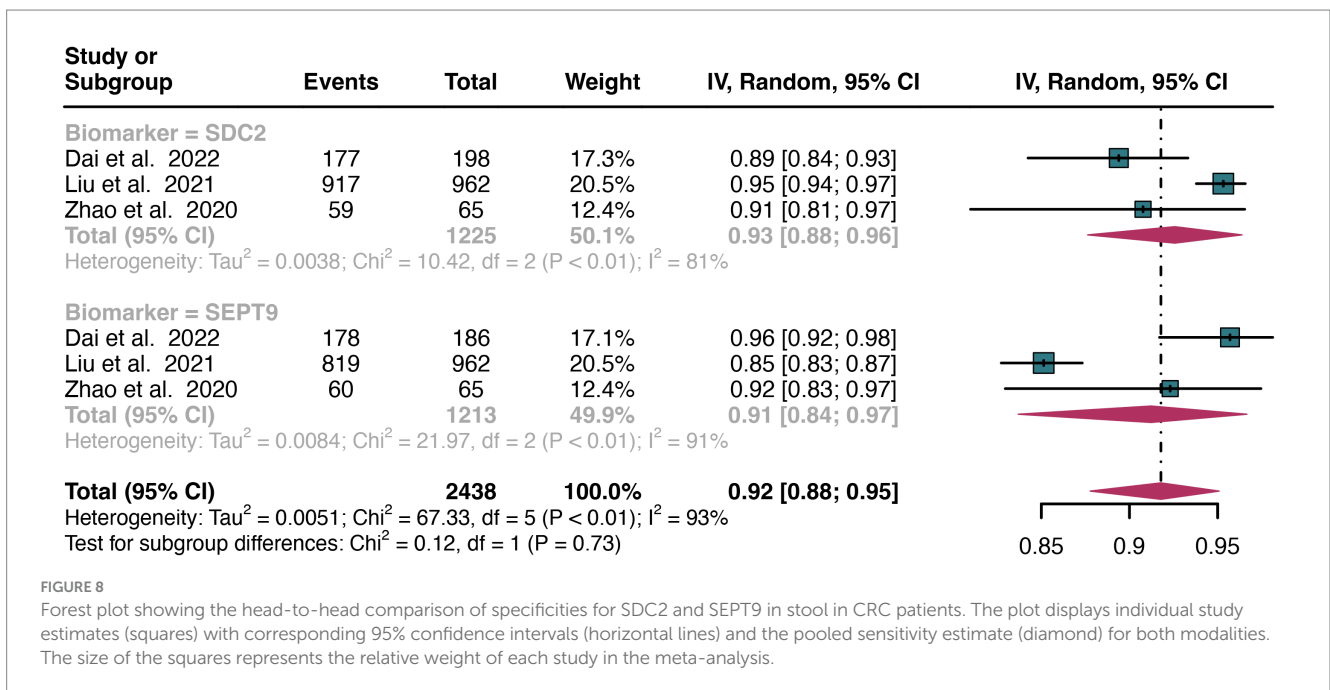 Study or
Subgroup Events Total Weight IV, Random, 95% CI IV, Random, 95% CI
Biomarker = SDC2
Dai et al. 2022 177 198 17.3% 0.89 [0.84; 0.93]
Liu et al. 2021 917 962 20.5% 0.95 [0.94; 0.97]
Zhao et al. 2020 59 65 12.4% 0.91 [0.81; 0.97]
Total (95% CI) 1225 50.1% 0.93 [0.88; 0.96]
Heterogeneity: Tau² = 0.0038; Chi² = 10.42, df = 2 (P < 0.01); I² = 81%
Biomarker = SEPT9
Dai et al. 2022 178 186 17.1% 0.96 [0.92; 0.98]
Liu et al. 2021 819 962 20.5% 0.85 [0.83; 0.87]
Zhao et al. 2020 60 65 12.4% 0.92 [0.83; 0.97]
Total (95% CI) 1213 49.9% 0.91 [0.84; 0.97]
Heterogeneity: Tau² = 0.0084; Chi² = 21.97, df = 2 (P < 0.01); I² = 91%
Total (95% CI) 2438 100.0% 0.92 [0.88; 0.95]
Heterogeneity: Tau² = 0.0051; Chi² = 67.33, df = 5 (P < 0.01); I² = 93%
Test for subgroup differences: Chi² = 0.12, df = 1 (P = 0.73)
0.85 0.9 0.95
FIGURE 8
Forest plot showing the head-to-head comparison of specificities for SDC2 and SEPT9 in stool in CRC patients. The plot displays individual study
estimates (squares) with corresponding 95% confidence intervals (horizontal lines) and the pooled sensitivity estimate (diamond) for both modalities.
The size of the squares represents the relative weight of each study in the meta-analysis.